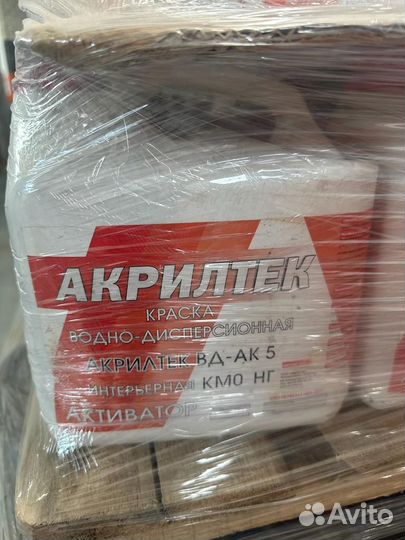 АКРИЛТЕК
КРАСКА
ВОДНО-ДИСПЕРСИОННАЯ
АКРИЛТЕК ВД-АК 5
ИНТЕРЬЕРНАЯ КМ0 НГ
АКТИВАТОР
Avito